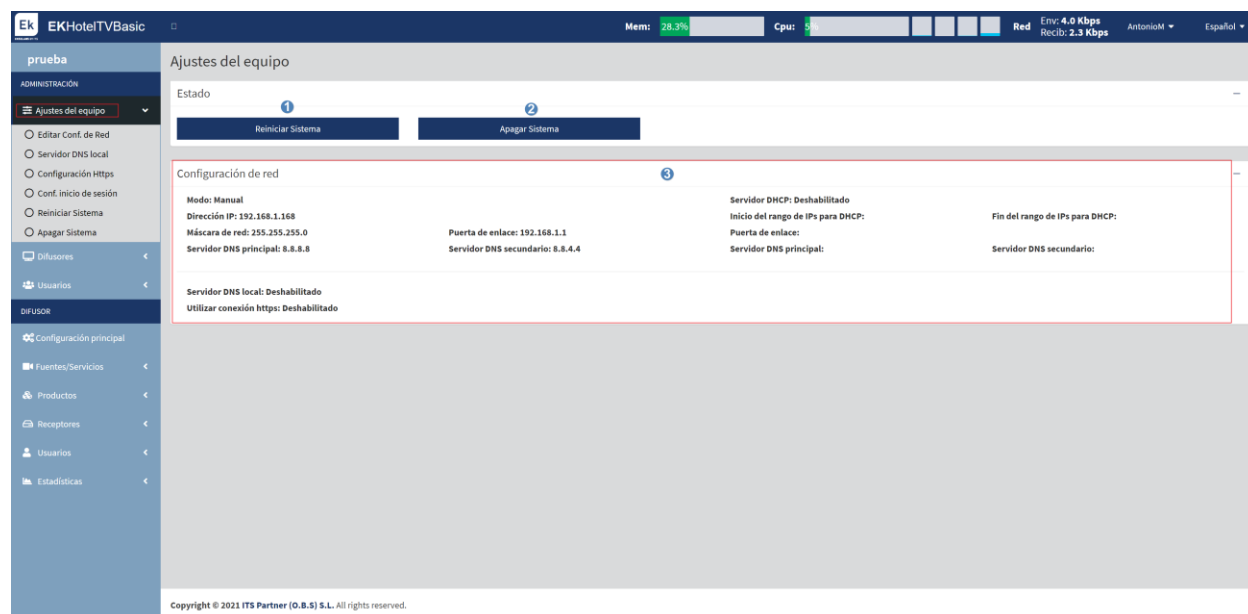 Ek EKHotelTVBasic
Mem: 28.3% Cpu: 5% Red Env: 4.0 Kbps Recib: 2.3 Kbps AntonioM Español
prueba
ADMINISTRACIÓN
Ajustes del equipo
Editar Conf. de Red
Servidor DNS local
Configuración Https
Conf. inicio de sesión
Reiniciar Sistema
Apagar Sistema
Difusores
Usuarios
DIFUSOR
Configuración principal
Fuentes/Servicios
Productos
Receptores
Usuarios
Estadísticas
Ajustes del equipo
Estado
1 2
Reiniciar Sistema Apagar Sistema
Configuración de red 3
Modo: Manual Servidor DHCP: Deshabilitado
Dirección IP: 192.168.1.168 Inicio del rango de IPs para DHCP: Fin del rango de IPs para DHCP:
Máscara de red: 255.255.255.0 Puerta de enlace: 192.168.1.1 Puerta de enlace:
Servidor DNS principal: 8.8.8.8 Servidor DNS secundario: 8.8.4.4 Servidor DNS principal: Servidor DNS secundario:
Servidor DNS local: Deshabilitado
Utilizar conexión https: Deshabilitado
Copyright © 2021 ITS Partner (O.B.S) S.L. All rights reserved.